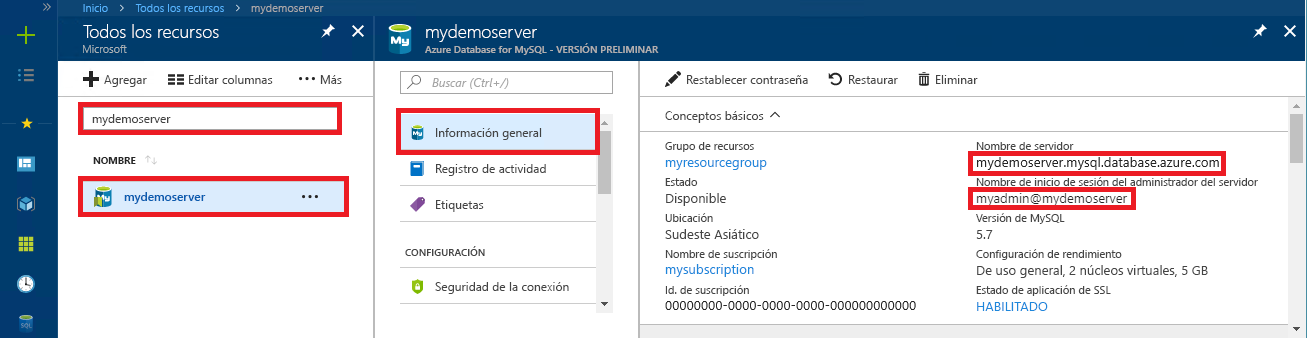 Inicio > Todos los recursos > mydemoserver
Todos los recursos
Microsoft
Agregar Editar columnas ••• Más
mydemoserver
NOMBRE
mydemoserver •••
My
mydemoserver
Azure Database for MySQL - VERSIÓN PRELIMINAR
Buscar (Ctrl+/)
Información general
Registro de actividad
Etiquetas
CONFIGURACIÓN
Seguridad de la conexión
Restablecer contraseña Restaurar Eliminar
Conceptos básicos
Grupo de recursos
myresourcegroup
Estado
Disponible
Ubicación
Sudeste Asiático
Nombre de suscripción
mysubscription
Id. de suscripción
00000000-0000-0000-0000-000000000000
Nombre de servidor
mydemoserver.mysql.database.azure.com
Nombre de inicio de sesión del administrador del servidor
myadmin@mydemoserver
Versión de MySQL
5.7
Configuración de rendimiento
De uso general, 2 núcleos virtuales, 5 GB
Estado de aplicación de SSL
HABILITADO
SQL